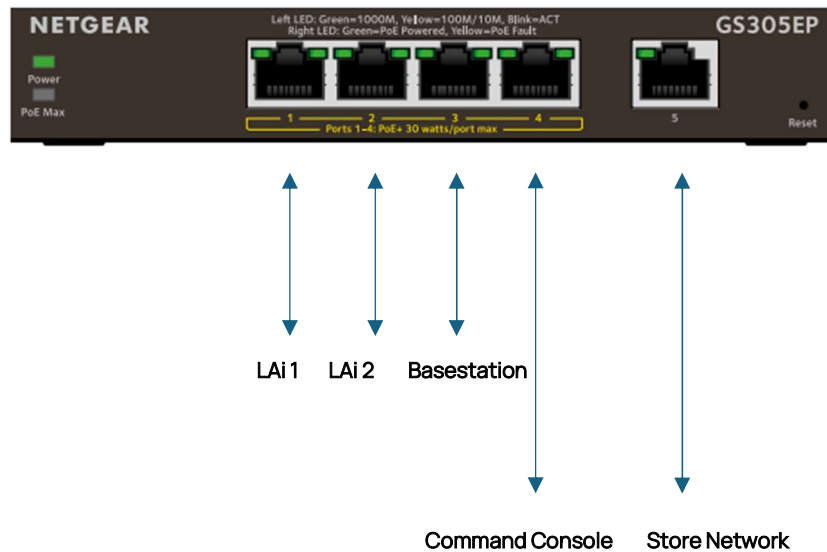 NETGEAR
Left LED: Green=1000M, Yellow=100M/10M, Blink=ACT
Right LED: Green=PoE Powered, Yellow=PoE Fault
GS305EP
Power
PoE Max
1 2 3 4 5
Ports 1-4: PoE+ 30 watts/port max
Reset
LAi 1 LAi 2 Basestation
Command Console Store Network